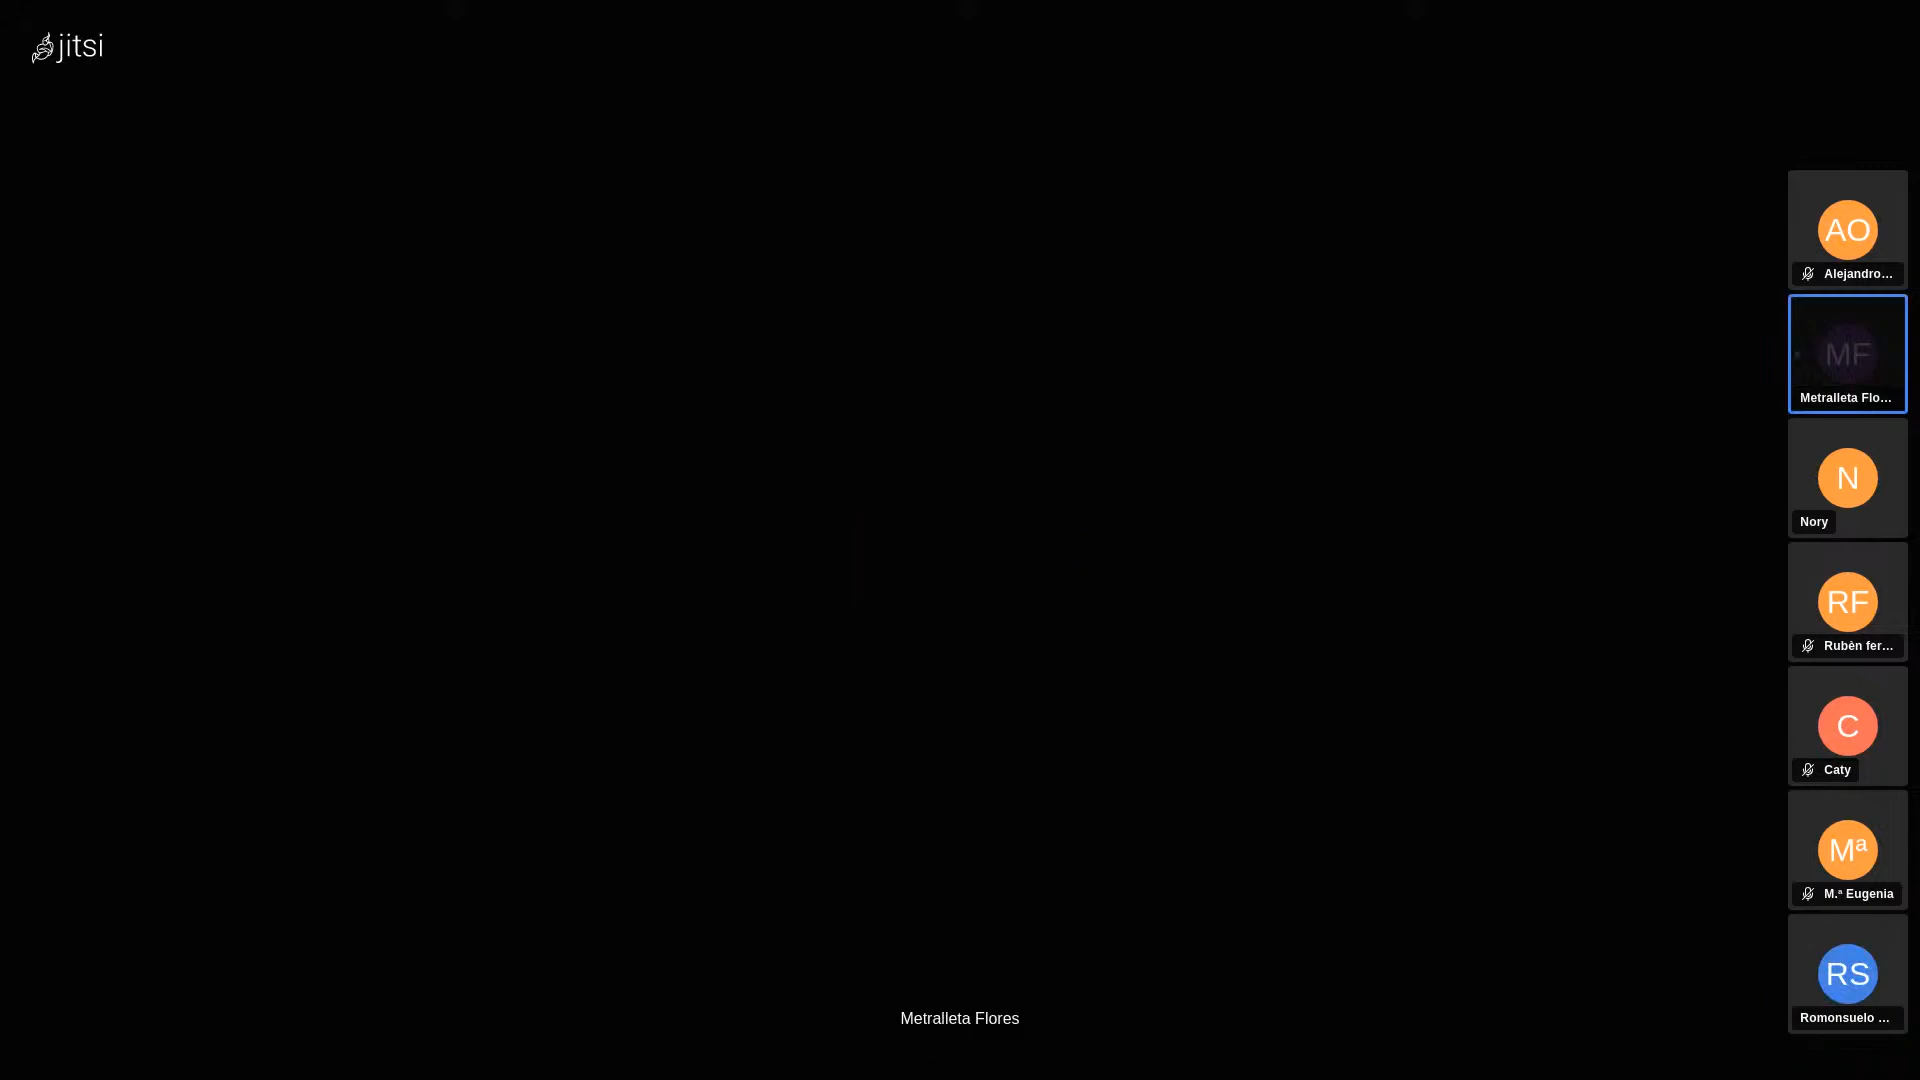 jitsi
AO
Alejandro...
MF
Metralleta Flo...
N
Nory
RF
Rubèn fer...
C
Caty
Mª
M.ª Eugenia
RS
Romonsuelo ...
Metralleta Flores